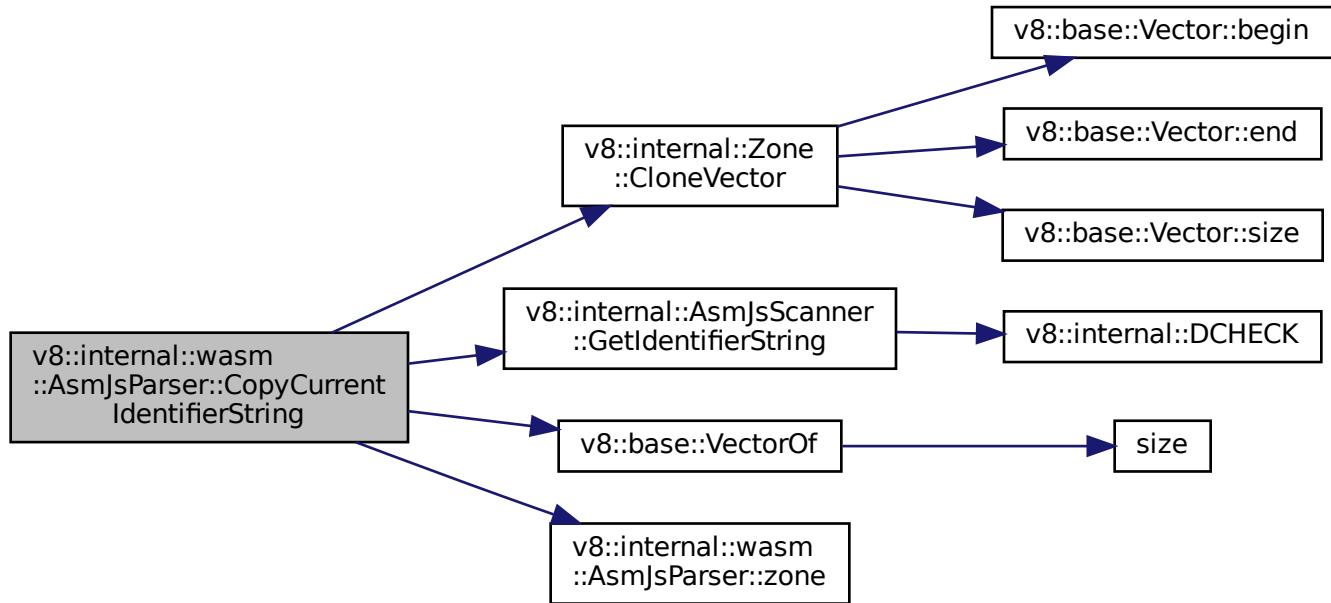 v8::internal::wasm
::AsmJsParser::CopyCurrent
IdentifierString
v8::internal::Zone
::CloneVector
v8::base::Vector::begin
v8::base::Vector::end
v8::base::Vector::size
v8::internal::AsmJsScanner
::GetIdentifierString
v8::internal::DCHECK
v8::base::VectorOf
size
v8::internal::wasm
::AsmJsParser::zone